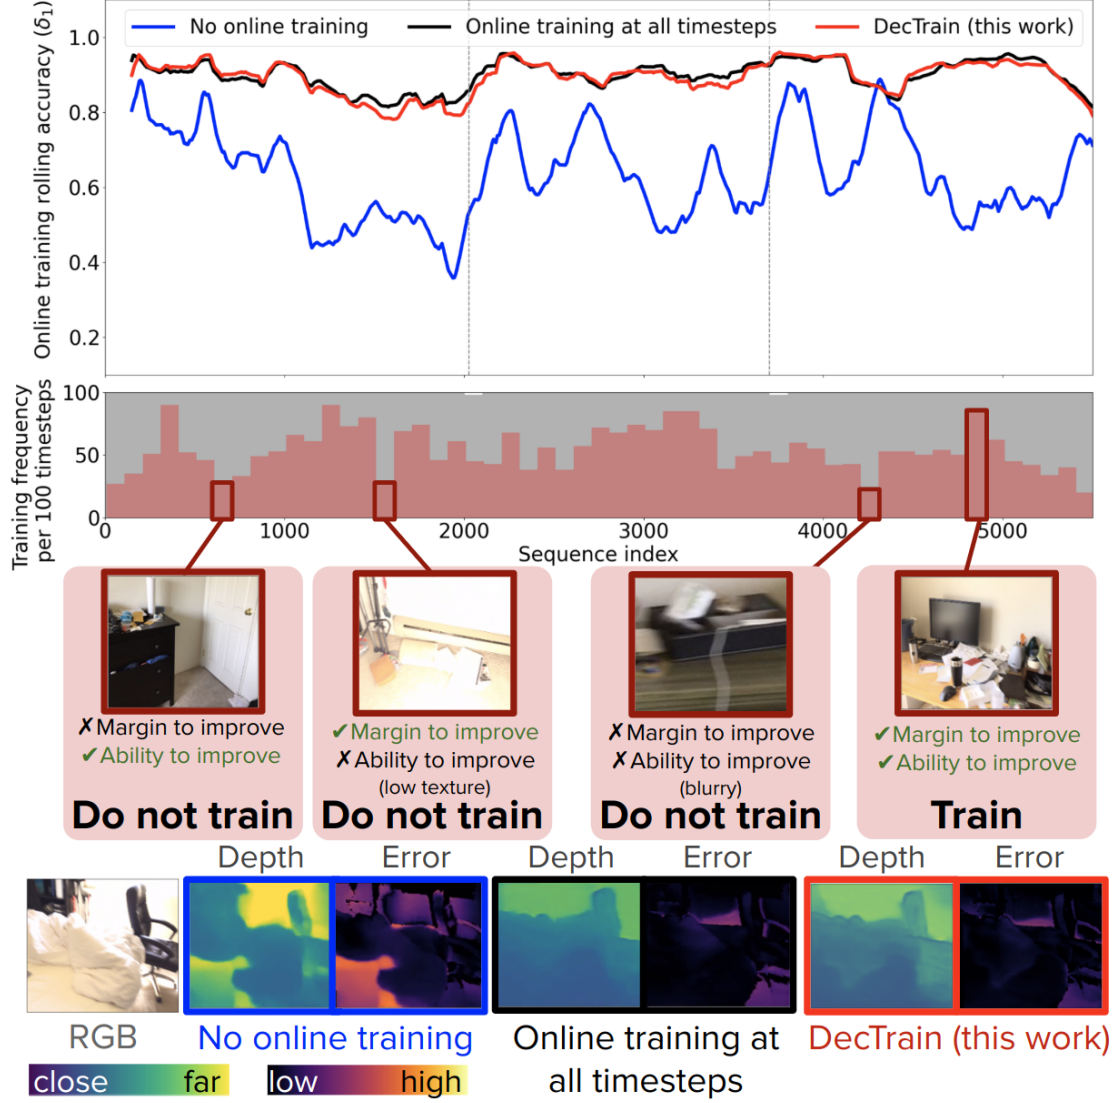 No online training
Online training at all timesteps
DecTrain (this work)
Online training rolling accuracy (δ₁)
1.0
0.8
0.6
0.4
0.2
Training frequency
per 100 timesteps
100
50
0
0 1000 2000 3000 4000 5000
Sequence index
✗Margin to improve
✔Ability to improve
Do not train
✔Margin to improve
✗Ability to improve
(low texture)
Do not train
✗Margin to improve
✗Ability to improve
(blurry)
Do not train
✔Margin to improve
✔Ability to improve
Train
Depth Error Depth Error Depth Error
RGB
No online training
Online training at
all timesteps
DecTrain (this work)
close far
low high